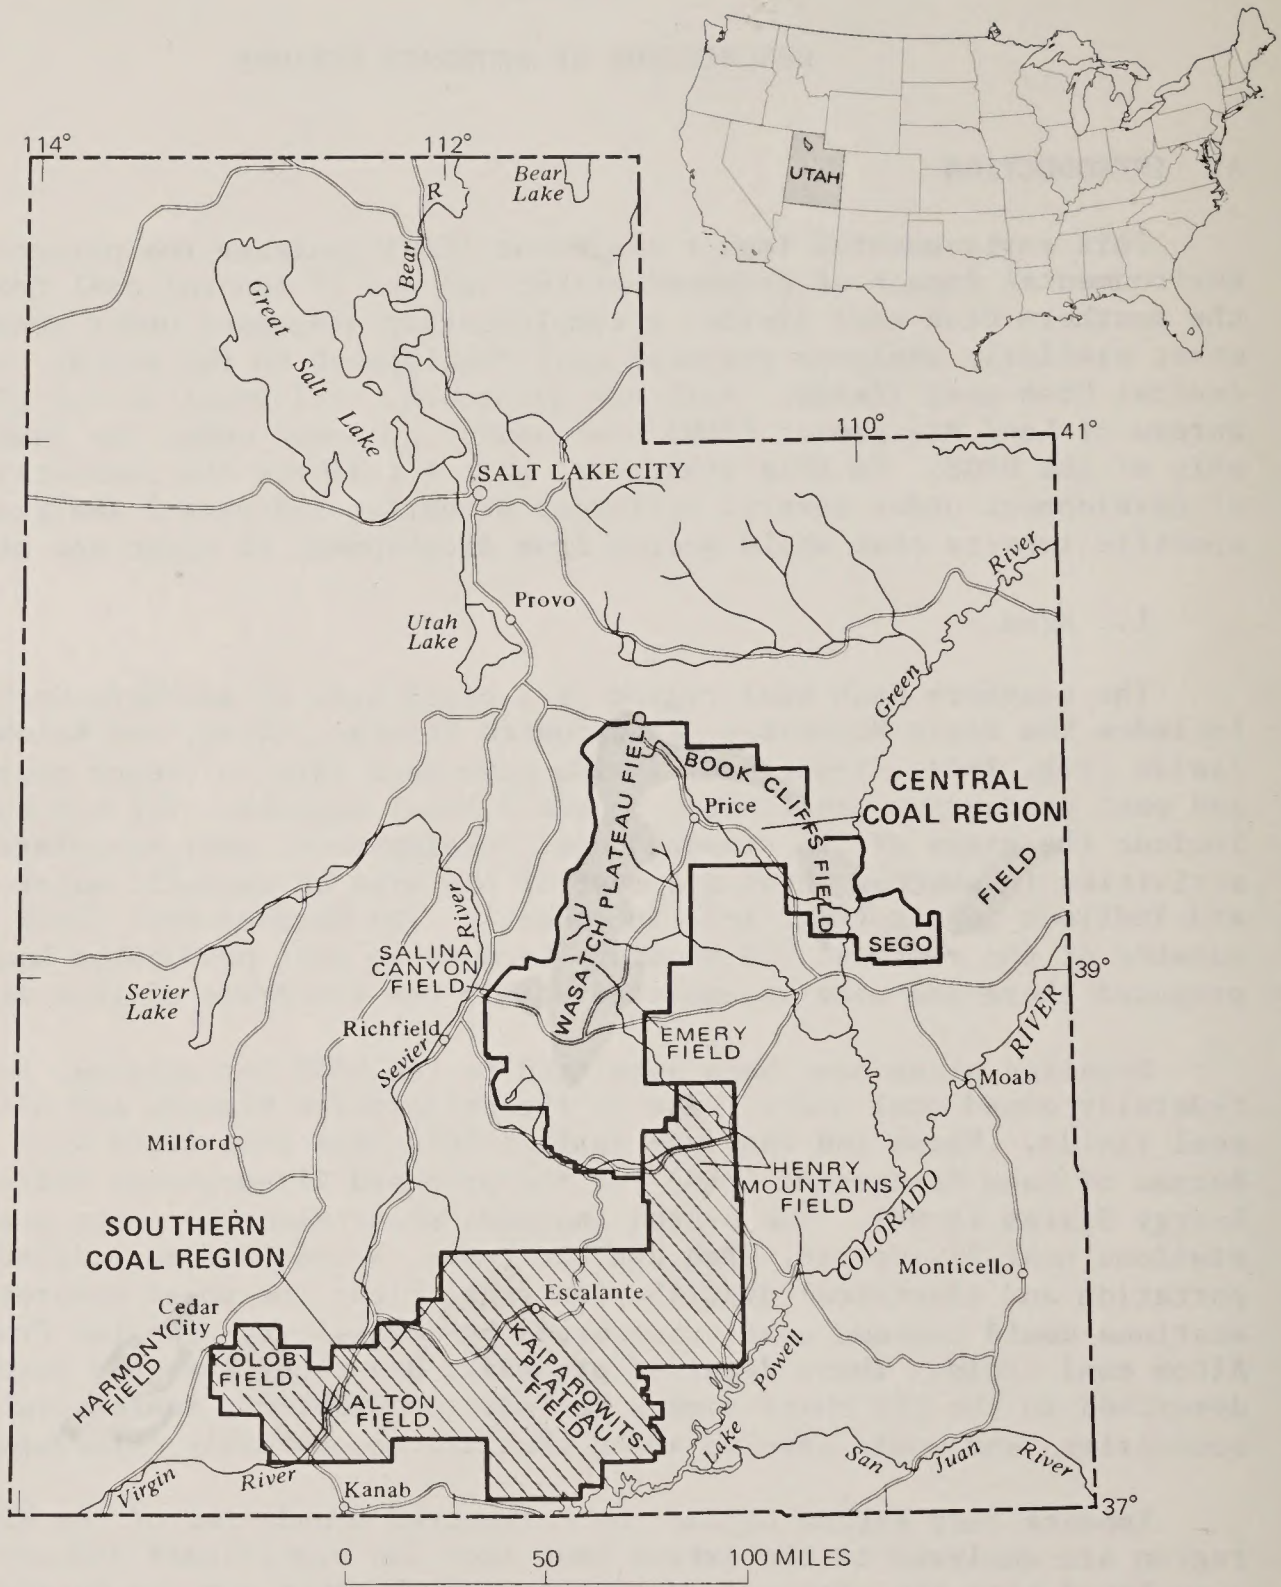 UTAH
114°
112°
R
Bear
Bear
Lake
Great
Salt
Lake
110°
41°
SALT LAKE CITY
River
Green
Provo
Utah
Lake
WASATCH PLATEAU FIELD
BOOK CLIFFS FIELD
CENTRAL
COAL REGION
Price
FIELD
SEGO
River
SALINA
CANYON
FIELD
39°
Sevier
Lake
Richfield
Sevier
EMERY
FIELD
RIVER
Moab
Milford
HENRY
MOUNTAINS
FIELD
COLORADO
SOUTHERN
COAL REGION
Monticello
Escalante
Cedar
City
HARMONY
FIELD
KOLOB
FIELD
KAIPAROWITS
PLATEAU
FIELD
Powell
ALTON
FIELD
Lake
San
Juan
River
Virgin
River
Kanab
37°
0
50
100 MILES